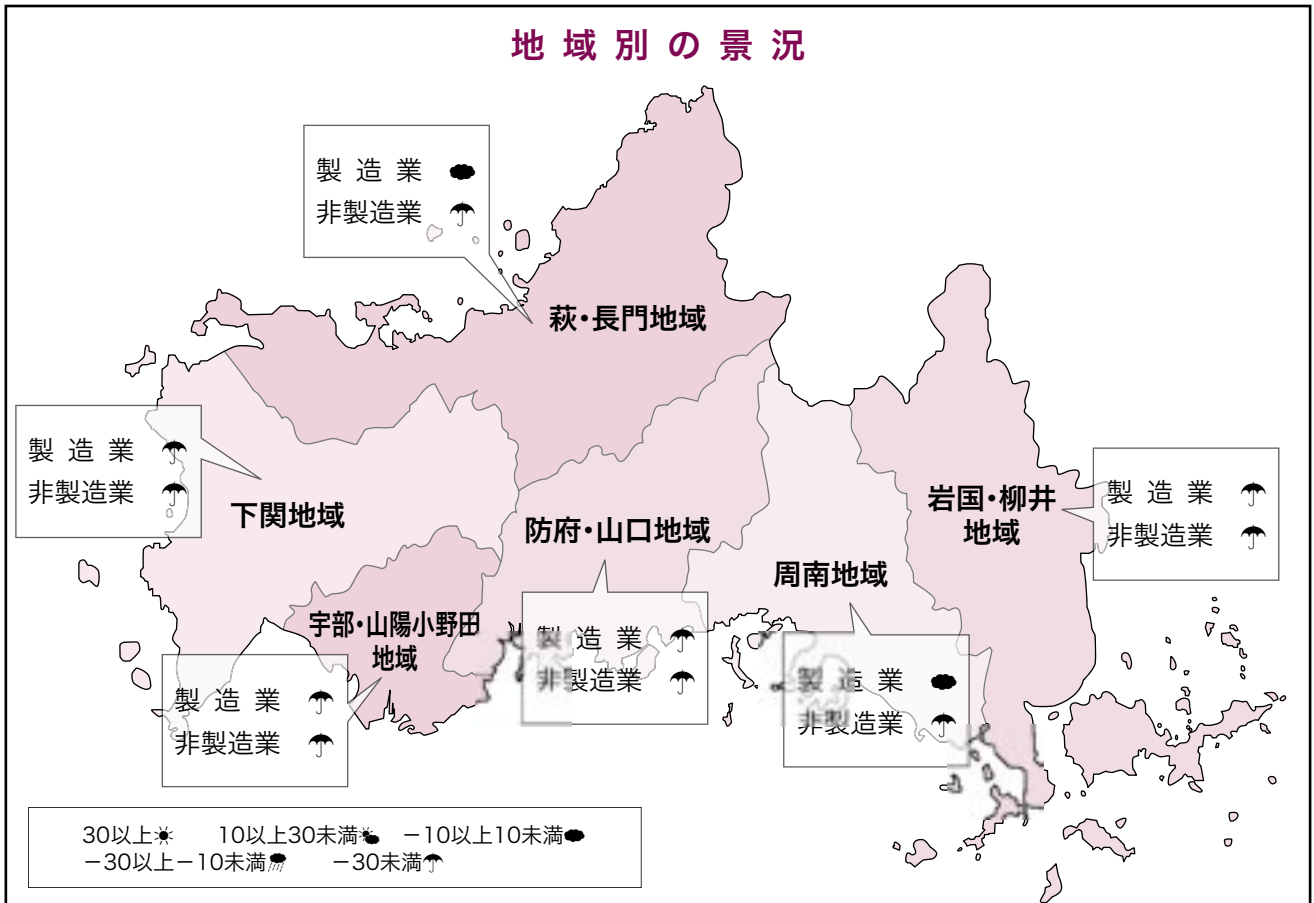 地域別の景況
製造業
非製造業
萩・長門地域
製造業
非製造業
下関地域
防府・山口地域
岩国・柳井
地域
製造業
非製造業
周南地域
宇部・山陽小野田
地域
製造業
非製造業
製造業
非製造業
製造業
非製造業
30以上☀ 10以上30未満🌤 −10以上10未満☁
−30以上−10未満🌧 −30未満☂